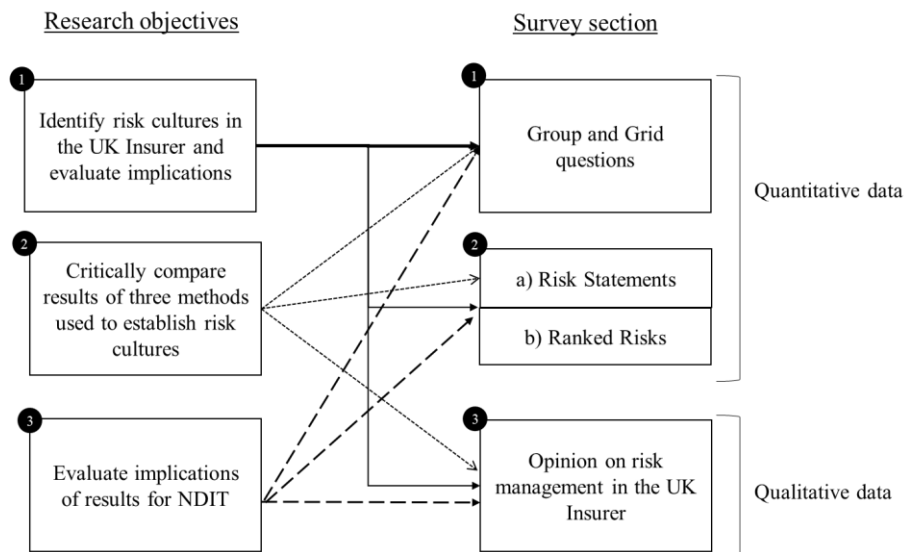 Research objectives
Survey section
1
Identify risk cultures in
the UK Insurer and
evaluate implications
1
Group and Grid
questions
Quantitative data
2
Critically compare
results of three methods
used to establish risk
cultures
2
a) Risk Statements
b) Ranked Risks
3
Evaluate implications
of results for NDIT
3
Opinion on risk
management in the UK
Insurer
Qualitative data